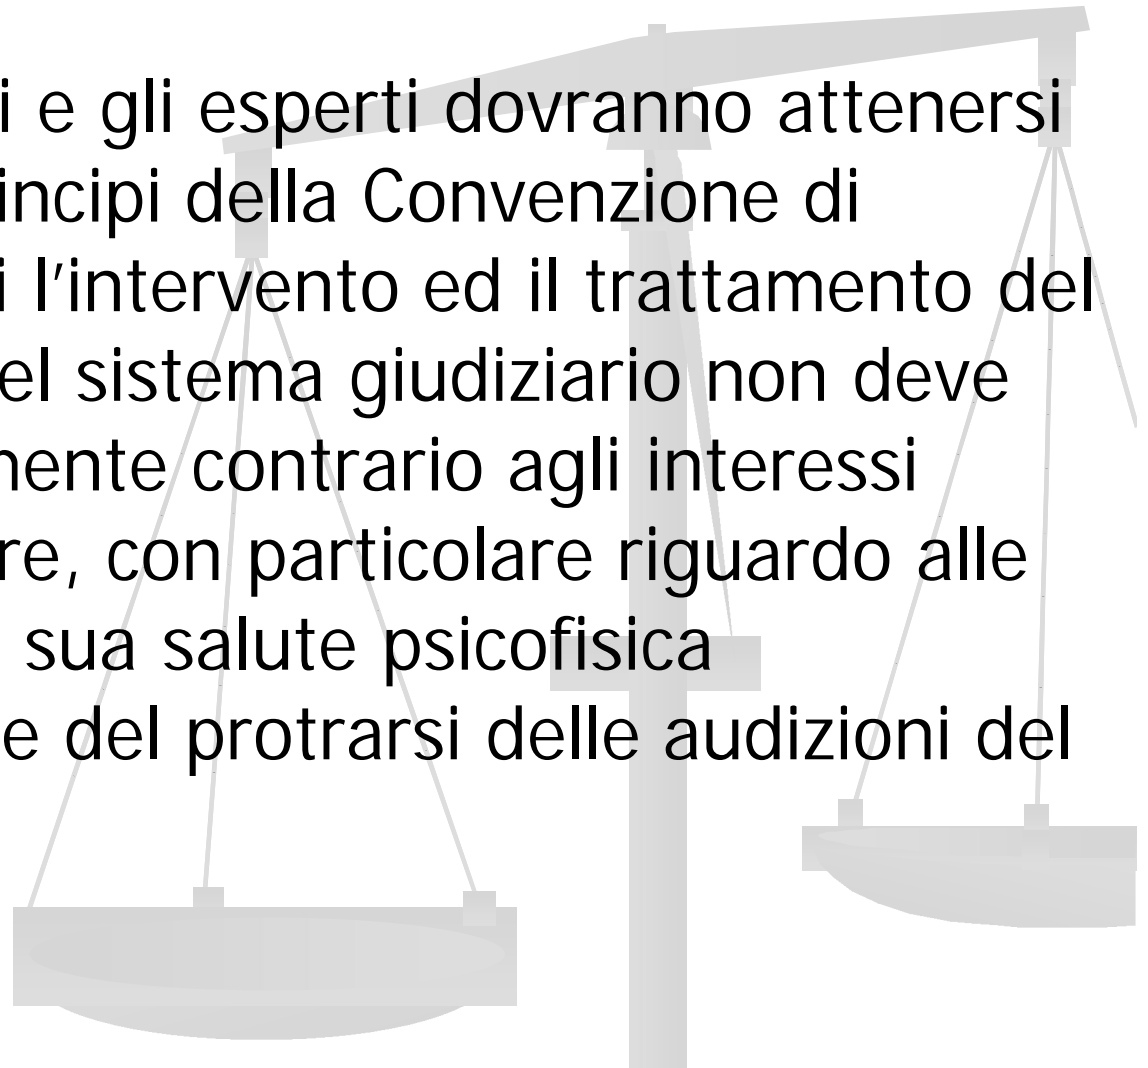 i e gli esperti dovranno attenersi
incipi della Convenzione di
i l'intervento ed il trattamento del
el sistema giudiziario non deve
mente contrario agli interessi
re, con particolare riguardo alle
sua salute psicofisica
e del protrarsi delle audizioni del